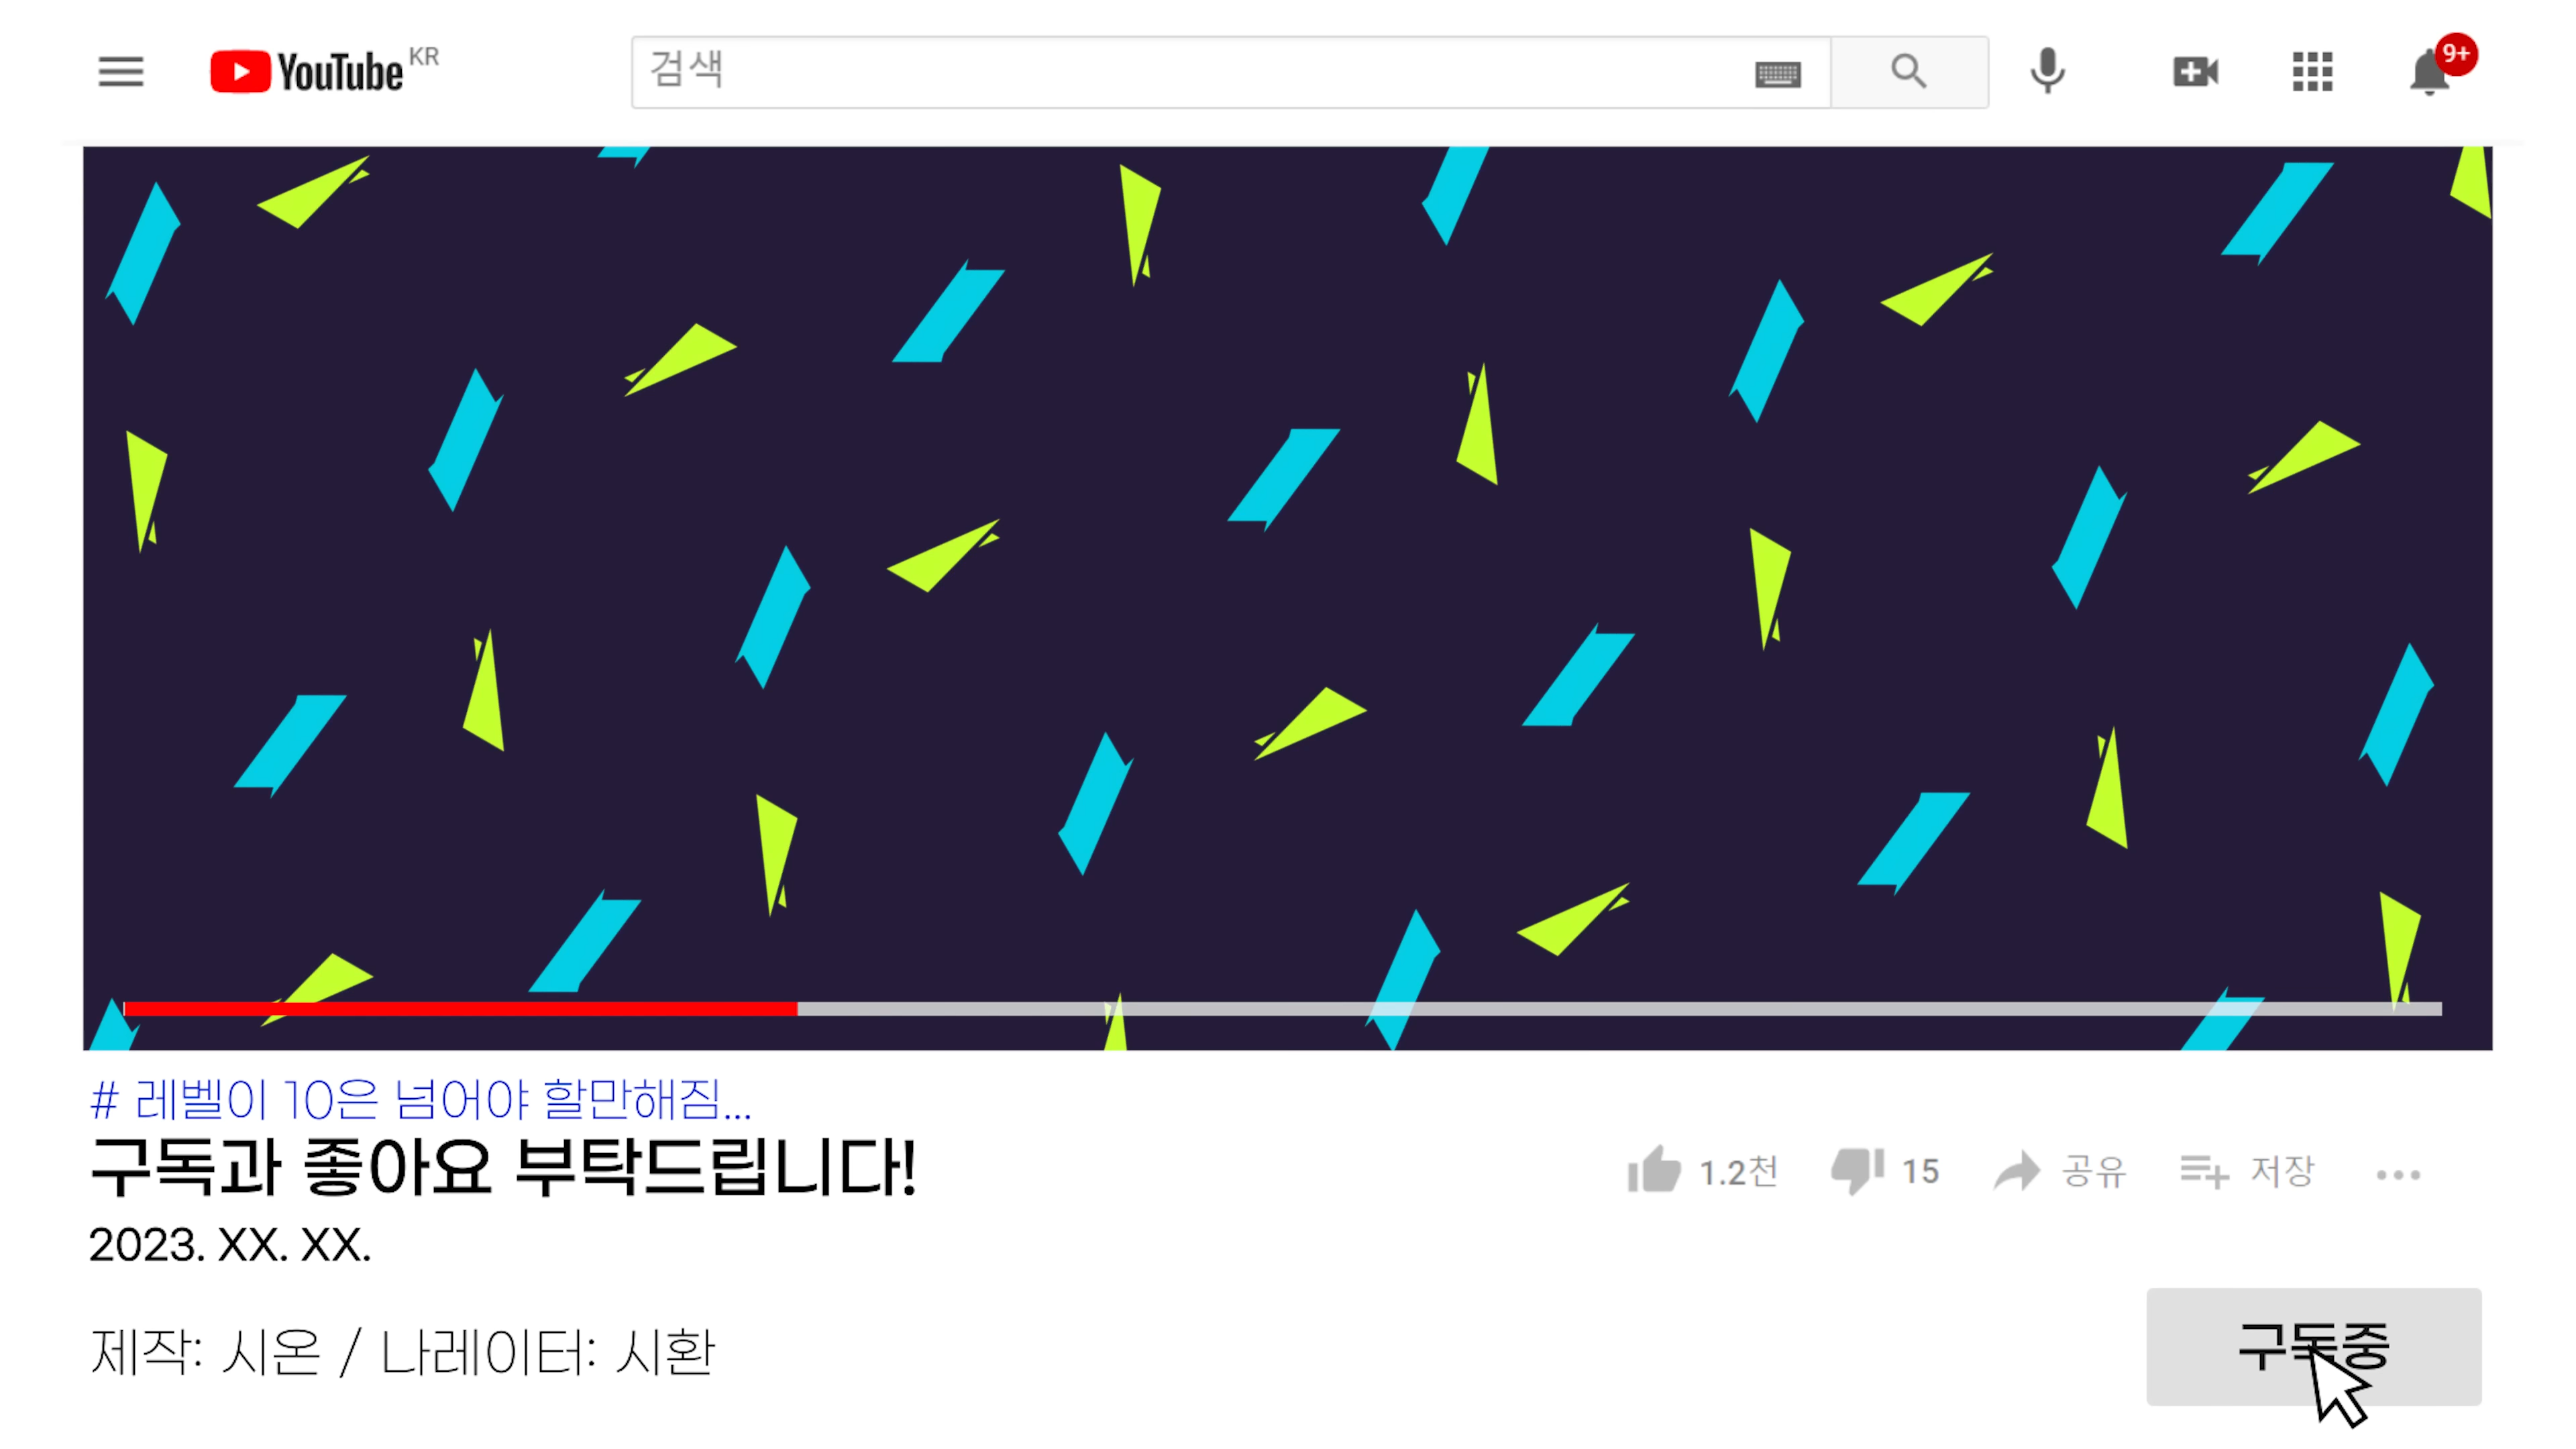 YouTube KR
검색
9+
# 레벨이 10은 넘어야 할만해짐...
구독과 좋아요 부탁드립니다!
1.2천 15 공유 저장
2023. XX. XX.
제작: 시온 / 나레이터: 시환
구독중